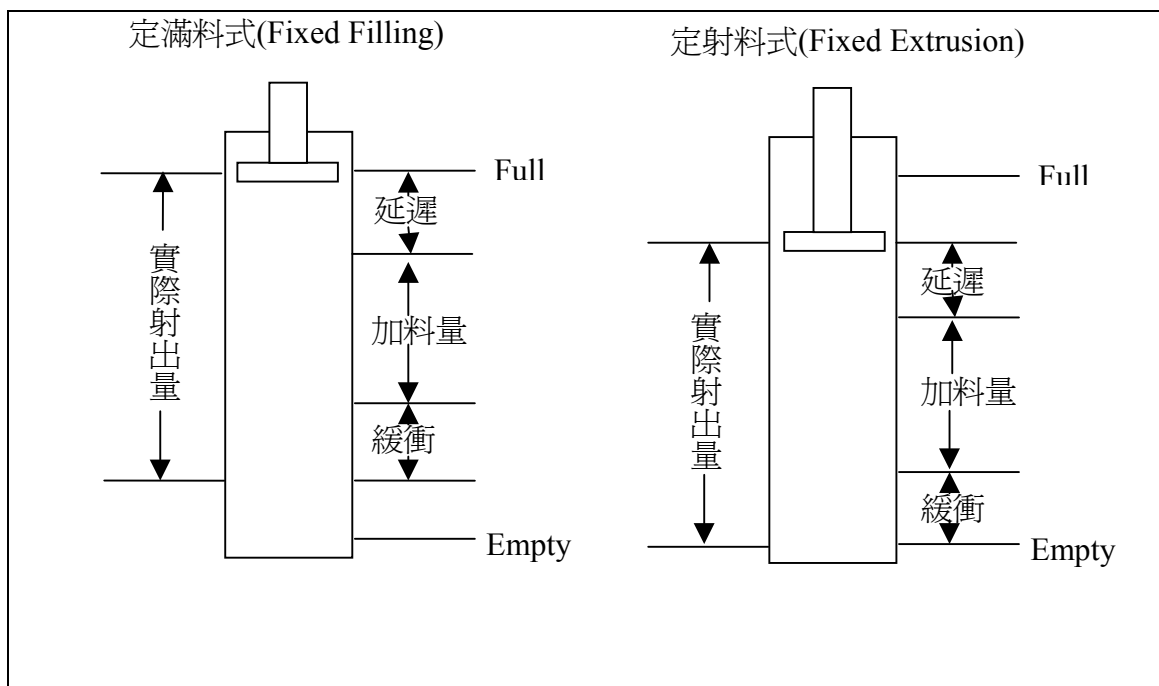 定滿料式(Fixed Filling)
實際射出量
Full
延遲
加料量
緩衝
Empty
定射料式(Fixed Extrusion)
實際射出量
Full
延遲
加料量
緩衝
Empty